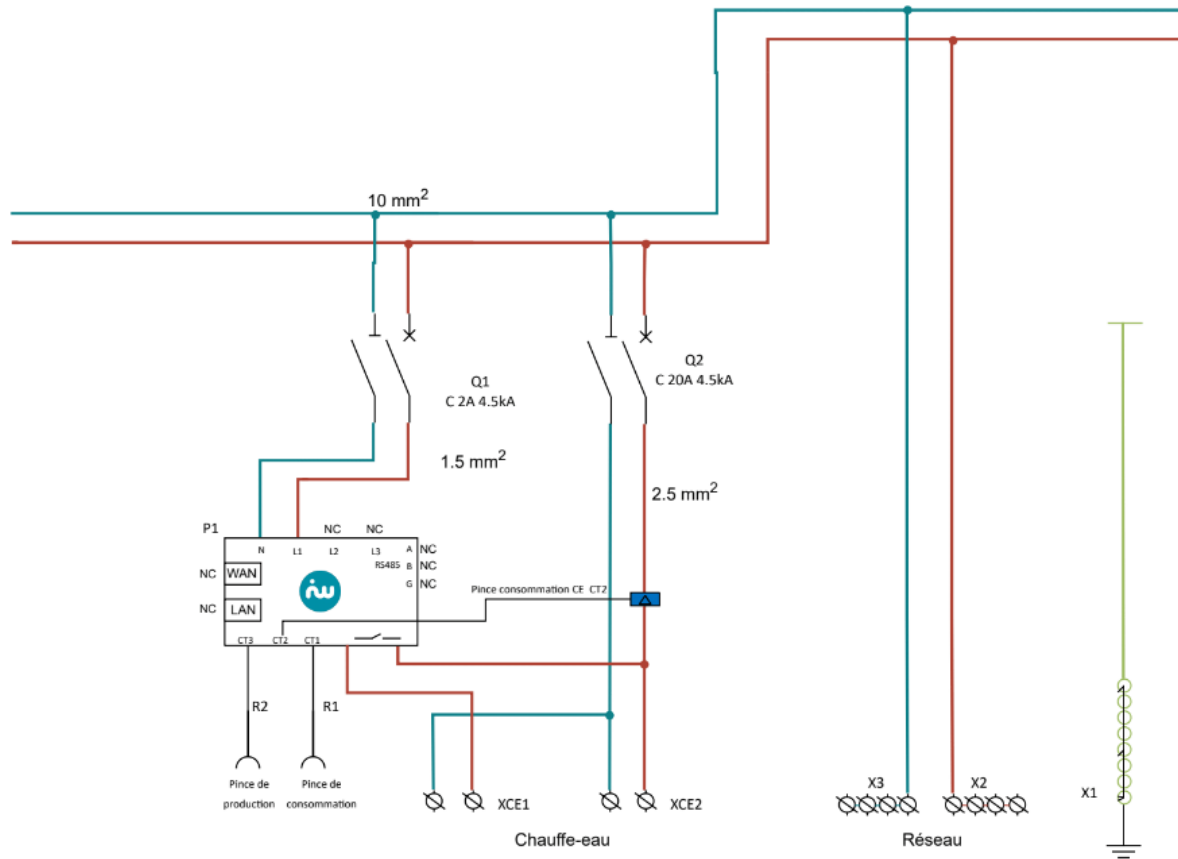 10 mm²
Q1
C 2A 4.5kA
Q2
C 20A 4.5kA
1.5 mm²
2.5 mm²
P1
NC
NC
N
L1
L2
L3
A
NC
RS485
B
NC
G
NC
NC
WAN
NC
LAN
iw
Pince consommation CE CT2
CT3
CT2
CT1
R2
R1
Pince de
production
Pince de
consommation
XCE1
XCE2
Chauffe-eau
X3
X2
Réseau
X1